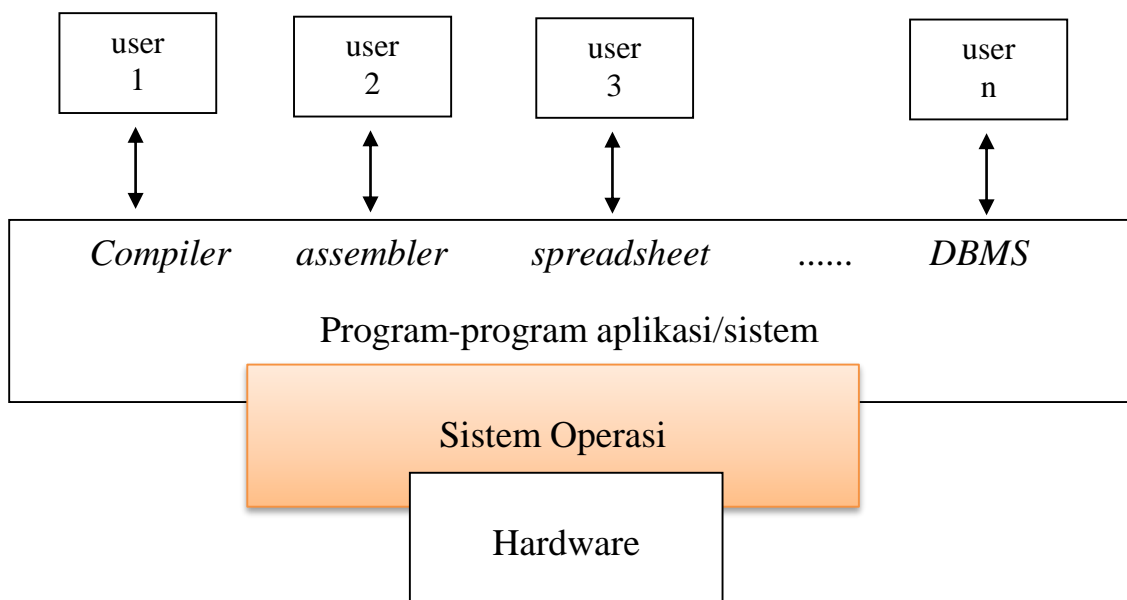 user
1
user
2
user
3
user
n
Compiler assembler spreadsheet ...... DBMS
Program-program aplikasi/sistem
Sistem Operasi
Hardware